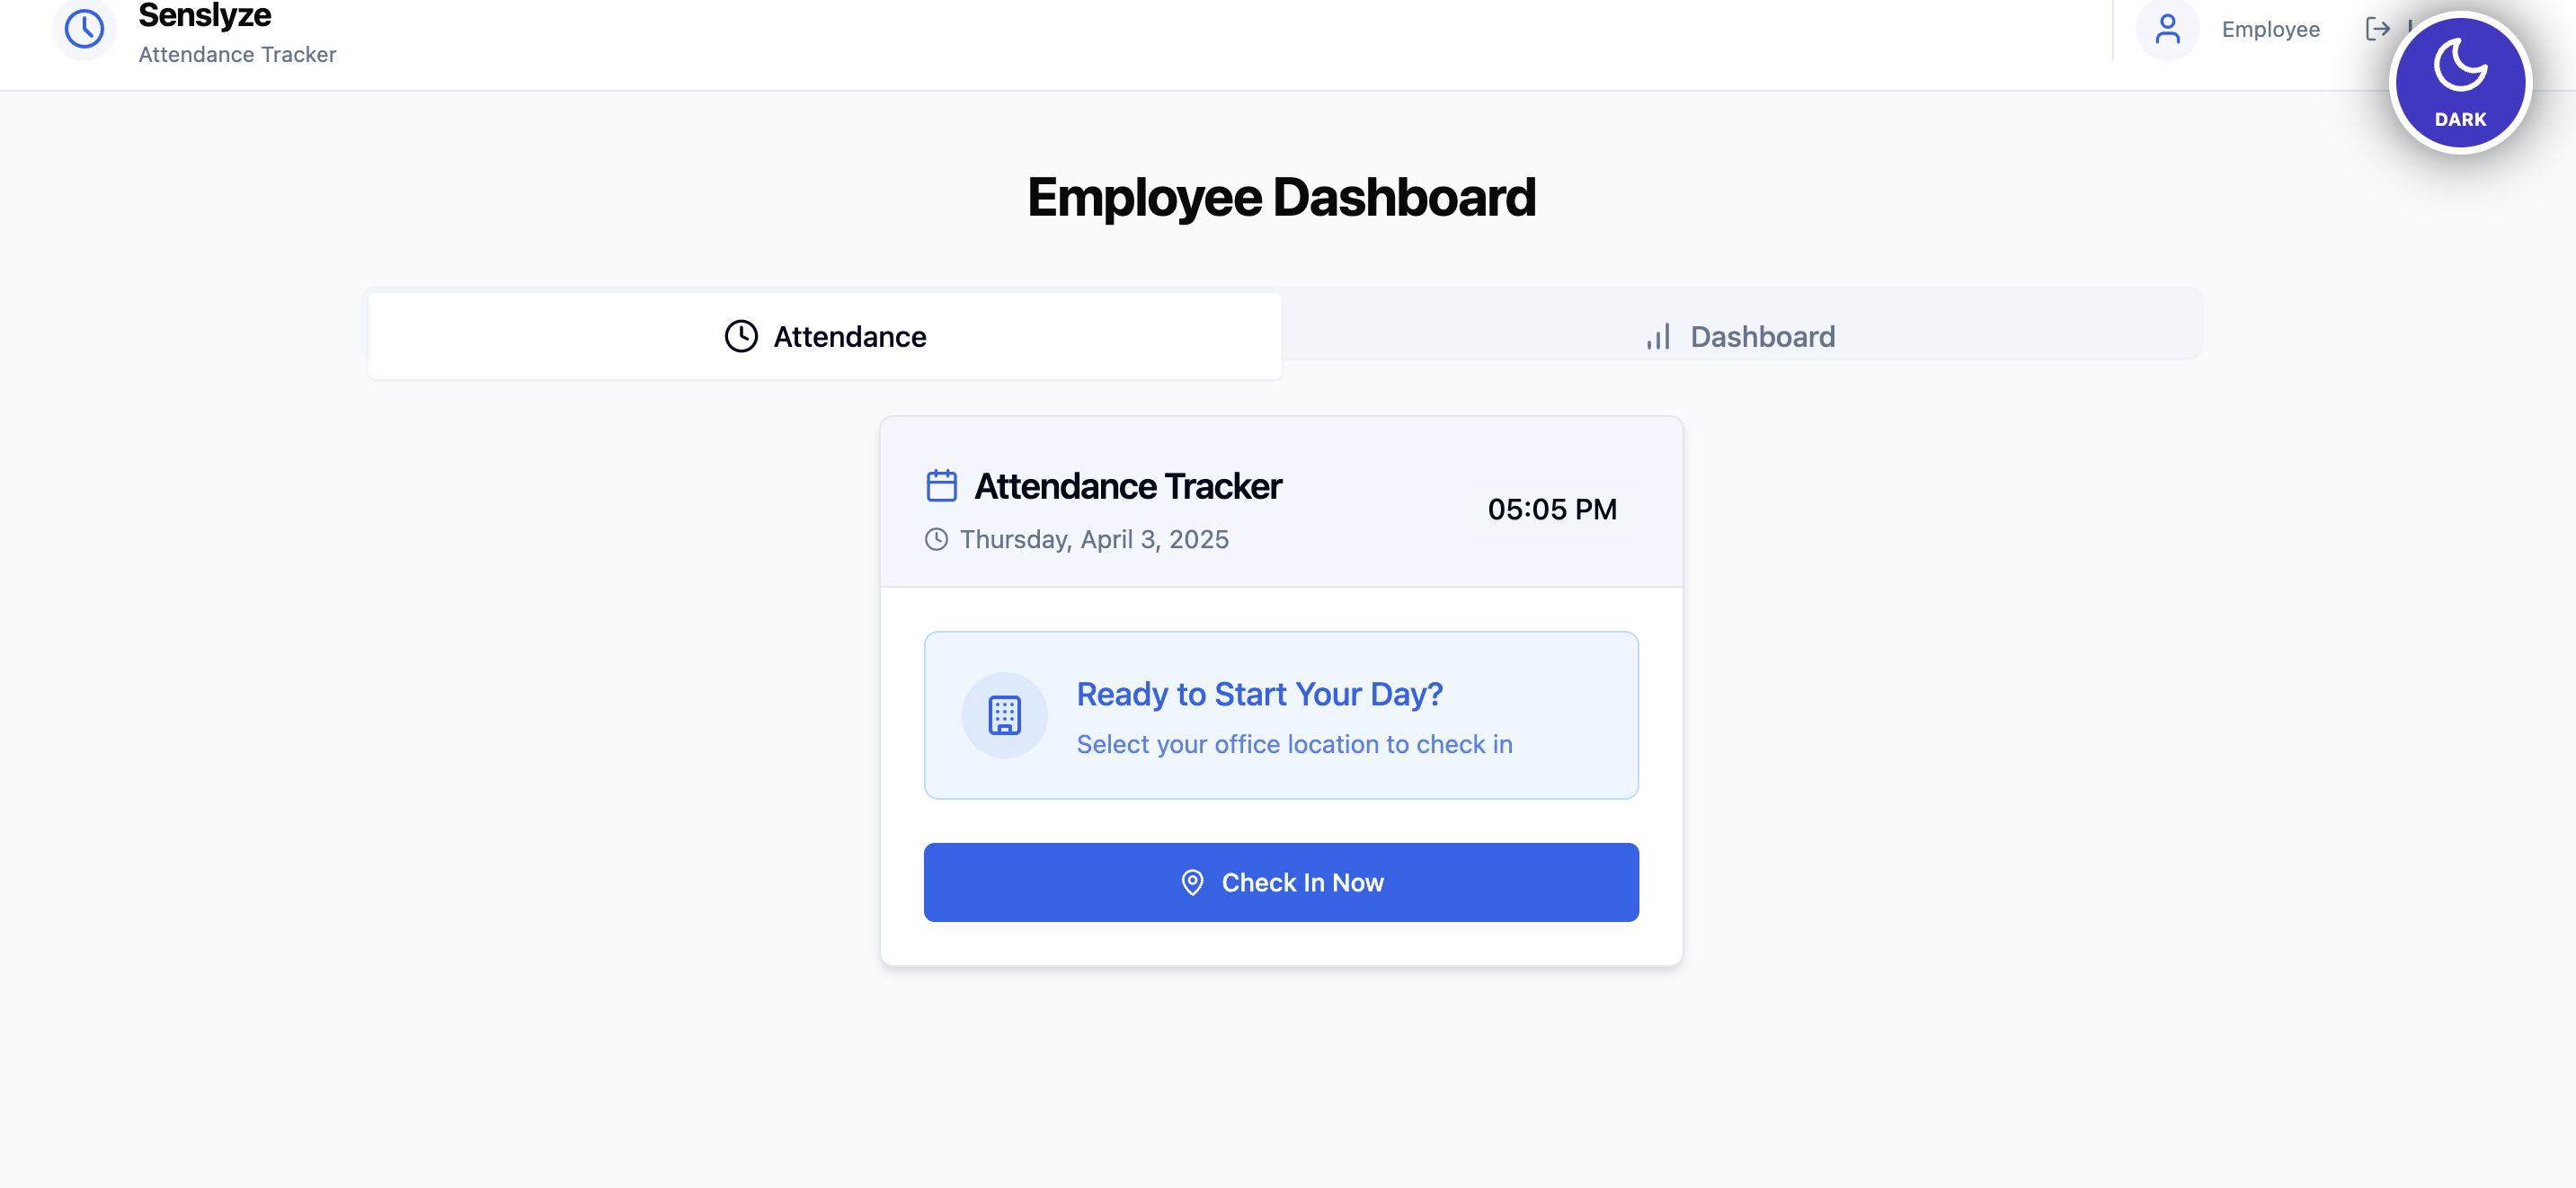 Senslyze
Attendance Tracker
Employee
DARK
Employee Dashboard
Attendance
Dashboard
Attendance Tracker
Thursday, April 3, 2025
05:05 PM
Ready to Start Your Day?
Select your office location to check in
Check In Now